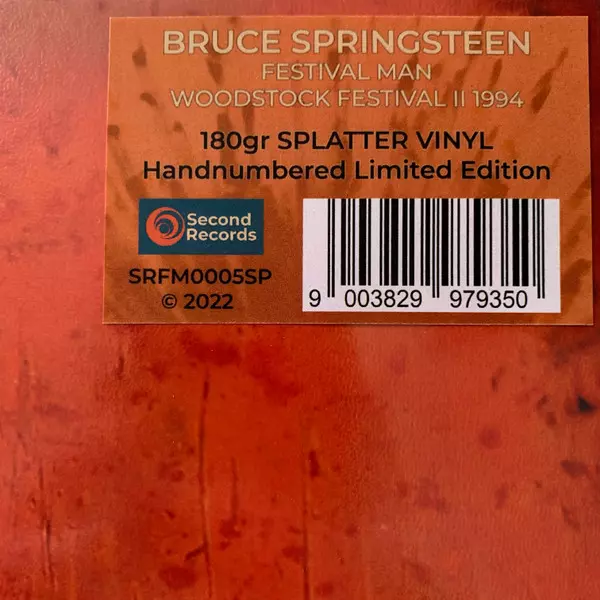 BRUCE SPRINGSTEEN
FESTIVAL MAN
WOODSTOCK FESTIVAL II 1994
180gr SPLATTER VINYL
Handnumbered Limited Edition
Second
Records
SRFM0005SP
© 2022
9 003829 979350